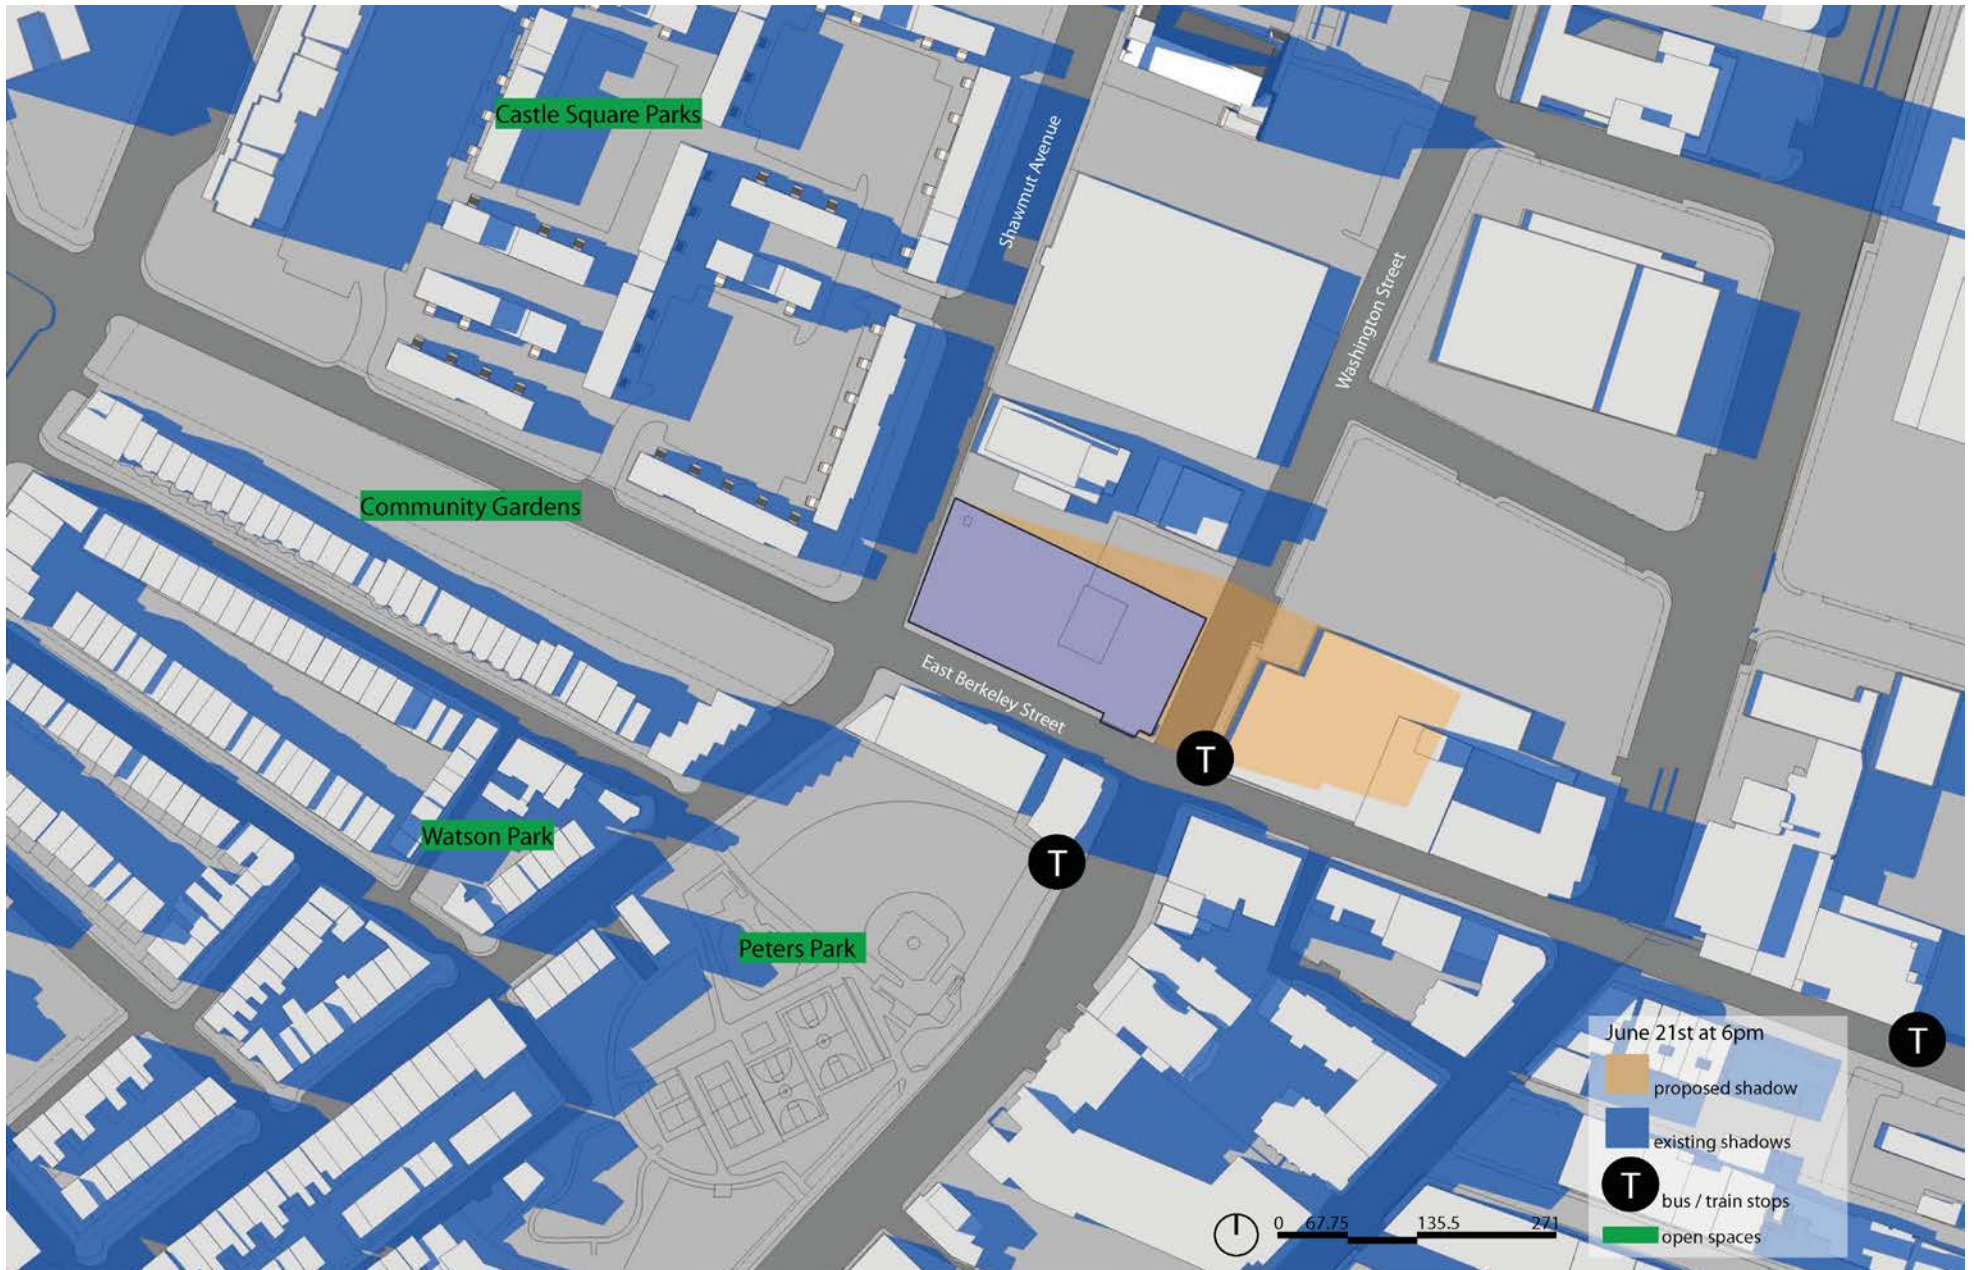 Castle Square Parks
Shawmut Avenue
Washington Street
Community Gardens
East Berkeley Street
T
Watson Park
T
Peters Park
T
June 21st at 6pm
proposed shadow
existing shadows
T
bus / train stops
open spaces
0 67.75 135.5 271